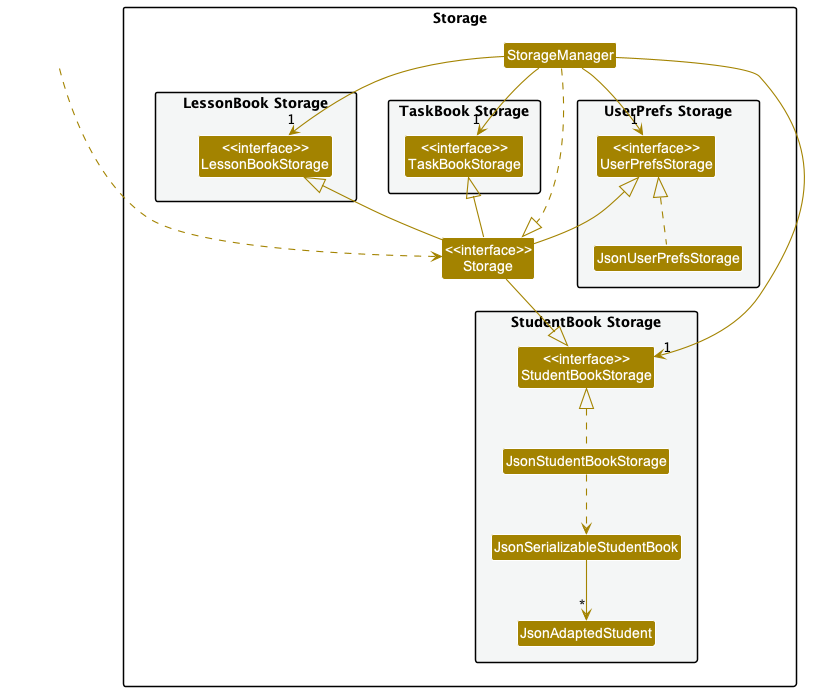 Storage
StorageManager
LessonBook Storage
TaskBook Storage
UserPrefs Storage
1
1
1
<<interface>>
LessonBookStorage
<<interface>>
TaskBookStorage
<<interface>>
UserPrefsStorage
<<interface>>
Storage
JsonUserPrefsStorage
StudentBook Storage
1
<<interface>>
StudentBookStorage
JsonStudentBookStorage
JsonSerializableStudentBook
*
JsonAdaptedStudent